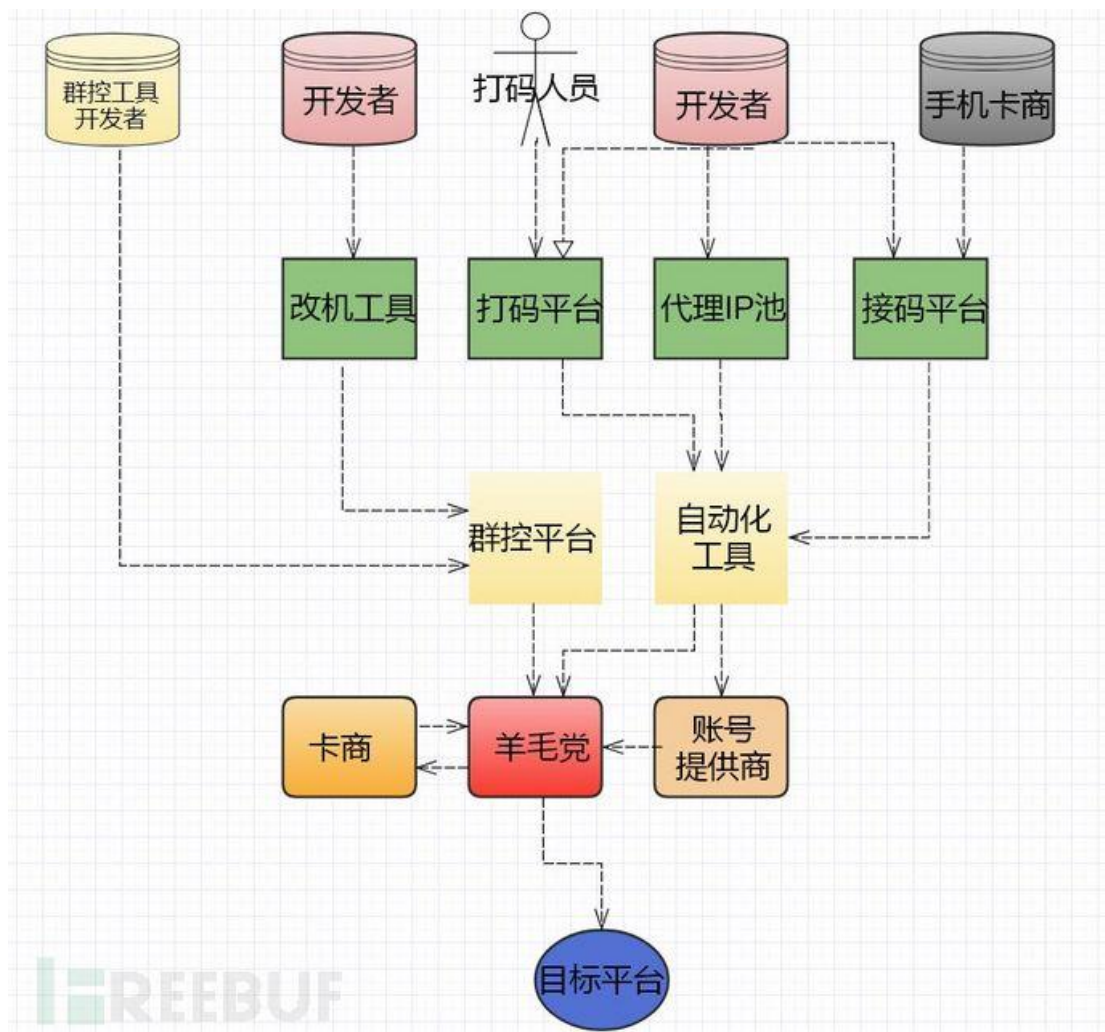 群控工具
开发者
开发者
打码人员
开发者
手机卡商
改机工具
打码平台
代理IP池
接码平台
群控平台
自动化
工具
卡商
羊毛党
账号
提供商
目标平台
FREEBUF